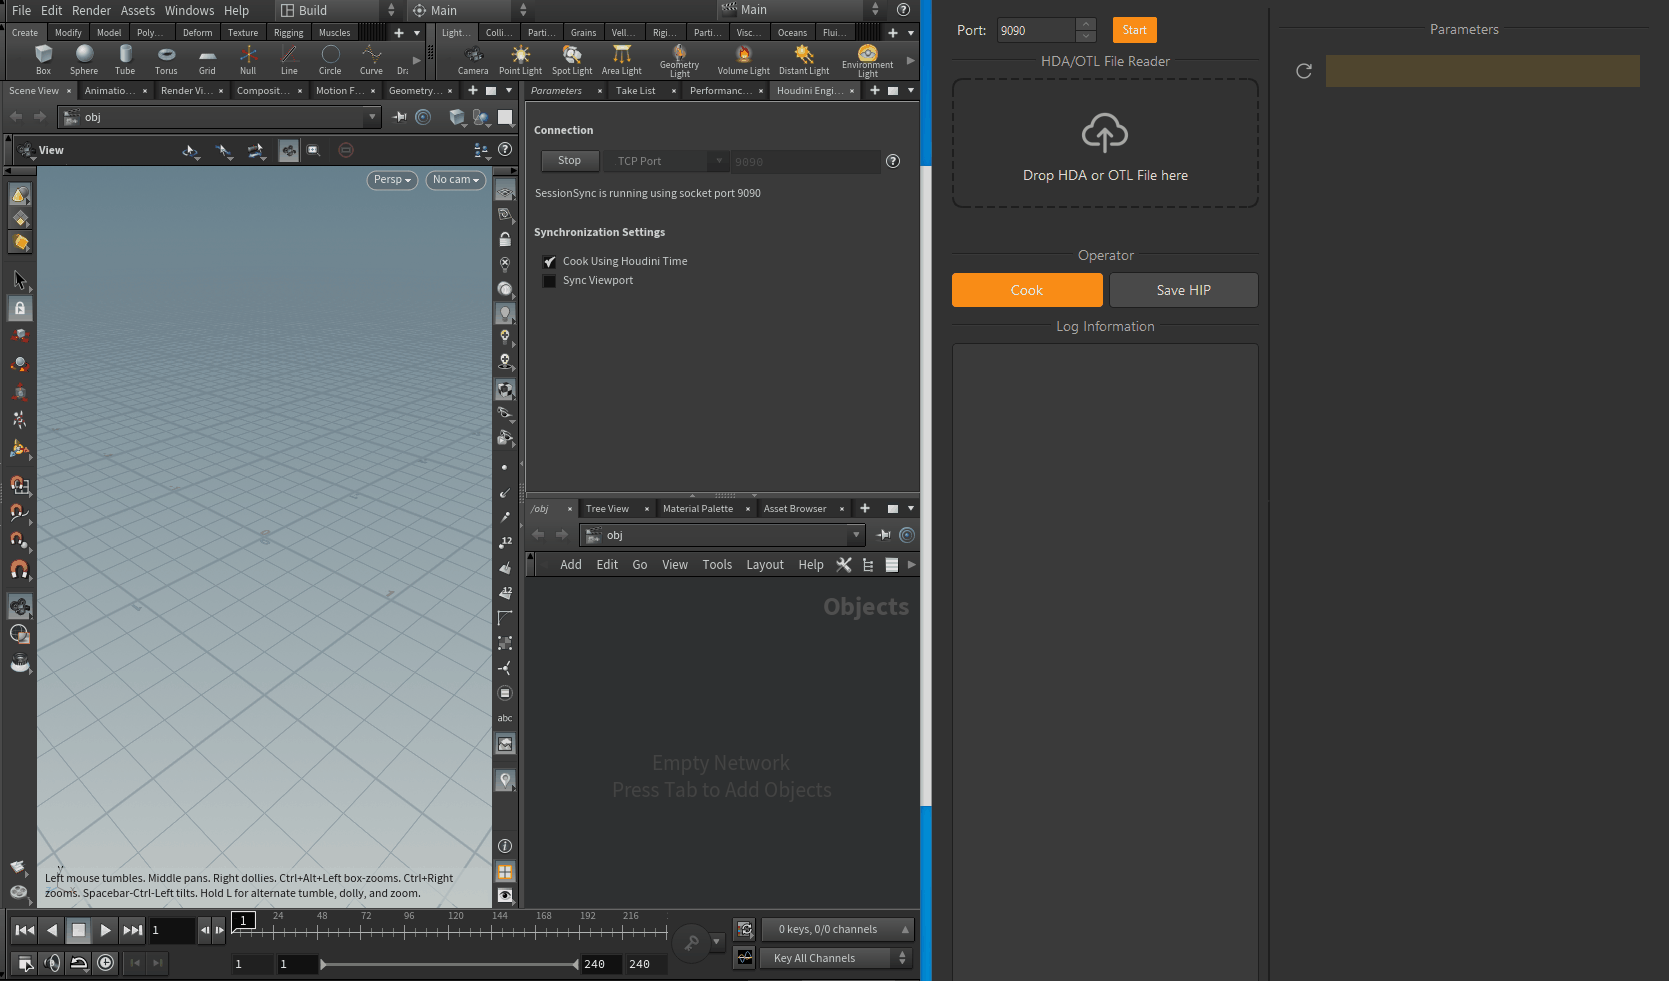 File Edit Render Assets Windows Help Build Main Main
Create Modify Model Poly... Deform Texture Rigging Muscles Light... Colli... Parti... Grains Vell... Rigi... Parti... Visc... Oceans Flui...
Box Sphere Tube Torus Grid Null Line Circle Curve Dr Camera Point Light Spot Light Area Light Geometry Light Volume Light Distant Light Environment Light
Scene View Animatio... Render Vi... Composit... Motion F... Geometry... Parameters Take List Performanc... Houdini Engi...
obj
View
Persp No cam
Connection
Stop TCP Port 9090
SessionSync is running using socket port 9090
Synchronization Settings
Cook Using Houdini Time
Sync Viewport
/obj Tree View Material Palette Asset Browser
obj
Add Edit Go View Tools Layout Help
Objects
Empty Network
Press Tab to Add Objects
12
12
abc
Left mouse tumbles. Middle pans. Right dollies. Ctrl+Alt+Left box-zooms. Ctrl+Right
zooms. Spacebar-Ctrl-Left tilts. Hold L for alternate tumble, dolly, and zoom.
1 1 24 48 72 96 120 144 168 192 216
0 keys, 0/0 channels
1 1 240 240
Key All Channels
Port: 9090 Start
HDA/OTL File Reader
Drop HDA or OTL File here
Operator
Cook Save HIP
Log Information
Parameters